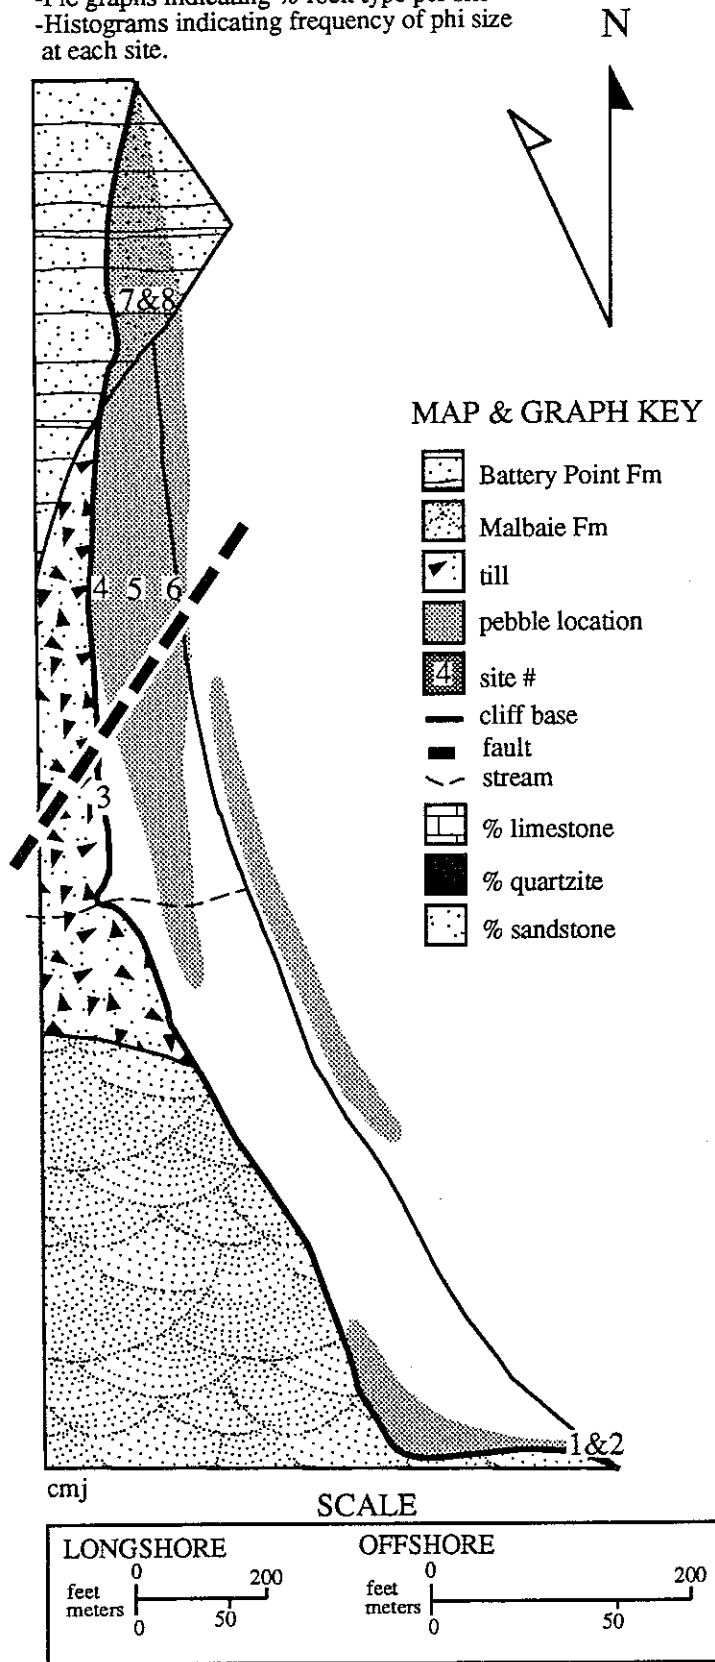 -Histograms indicating frequency of phi size
at each site.
N
7&8
4 5 6
3
1&2
MAP & GRAPH KEY
Battery Point Fm
Malbaie Fm
till
pebble location
4 site #
cliff base
fault
stream
% limestone
% quartzite
% sandstone
cmj
SCALE
LONGSHORE
0 200
feet
meters
0 50
OFFSHORE
0 200
feet
meters
0 50